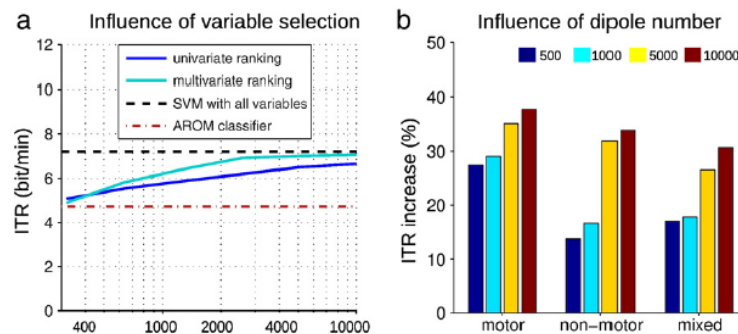 a Influence of variable selection
12
10
8
6
4
2
0
ITR (bit/min)
univariate ranking
multivariate ranking
SVM with all variables
AROM classifier
400 1000 2000 10000
b Influence of dipole number
50
40
30
20
10
0
ITR increase (%)
500 1000 5000 10000
motor non-motor mixed